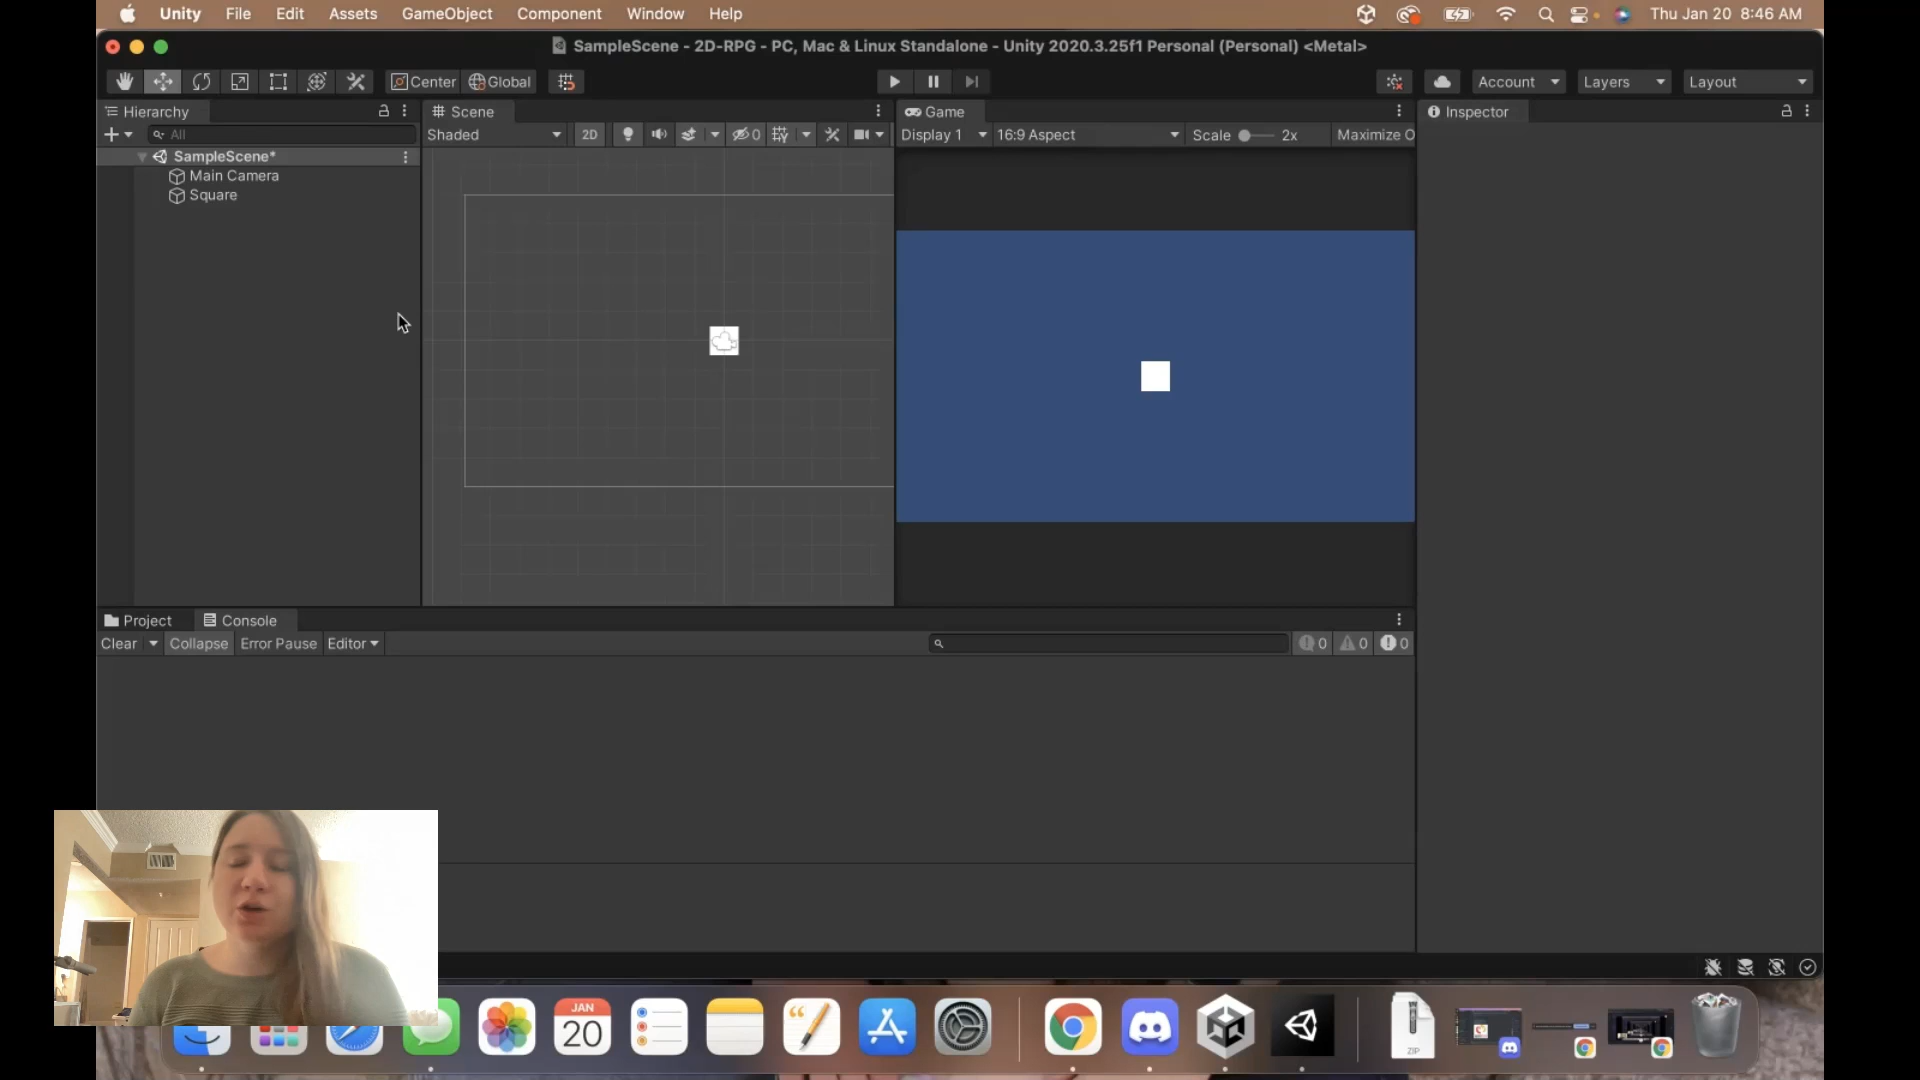 Unity File Edit Assets GameObject Component Window Help Thu Jan 20 8:46 AM
SampleScene - 2D-RPG - PC, Mac & Linux Standalone - Unity 2020.3.25f1 Personal (Personal) <Metal>
Center Global Account Layers Layout
Hierarchy Scene Game Inspector
All Shaded 2D 0 Display 1 16:9 Aspect Scale 2x Maximize O
SampleScene*
Main Camera
Square
Project Console
Clear Collapse Error Pause Editor 0 0 0
JAN
20
ZIP